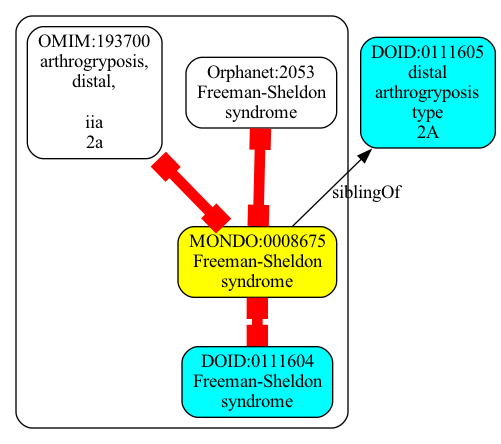 OMIM:193700
arthrogryposis,
distal,
iia
2a
Orphanet:2053
Freeman-Sheldon
syndrome
DOID:0111605
distal
arthrogryposis
type
2A
siblingOf
MONDO:0008675
Freeman-Sheldon
syndrome
DOID:0111604
Freeman-Sheldon
syndrome